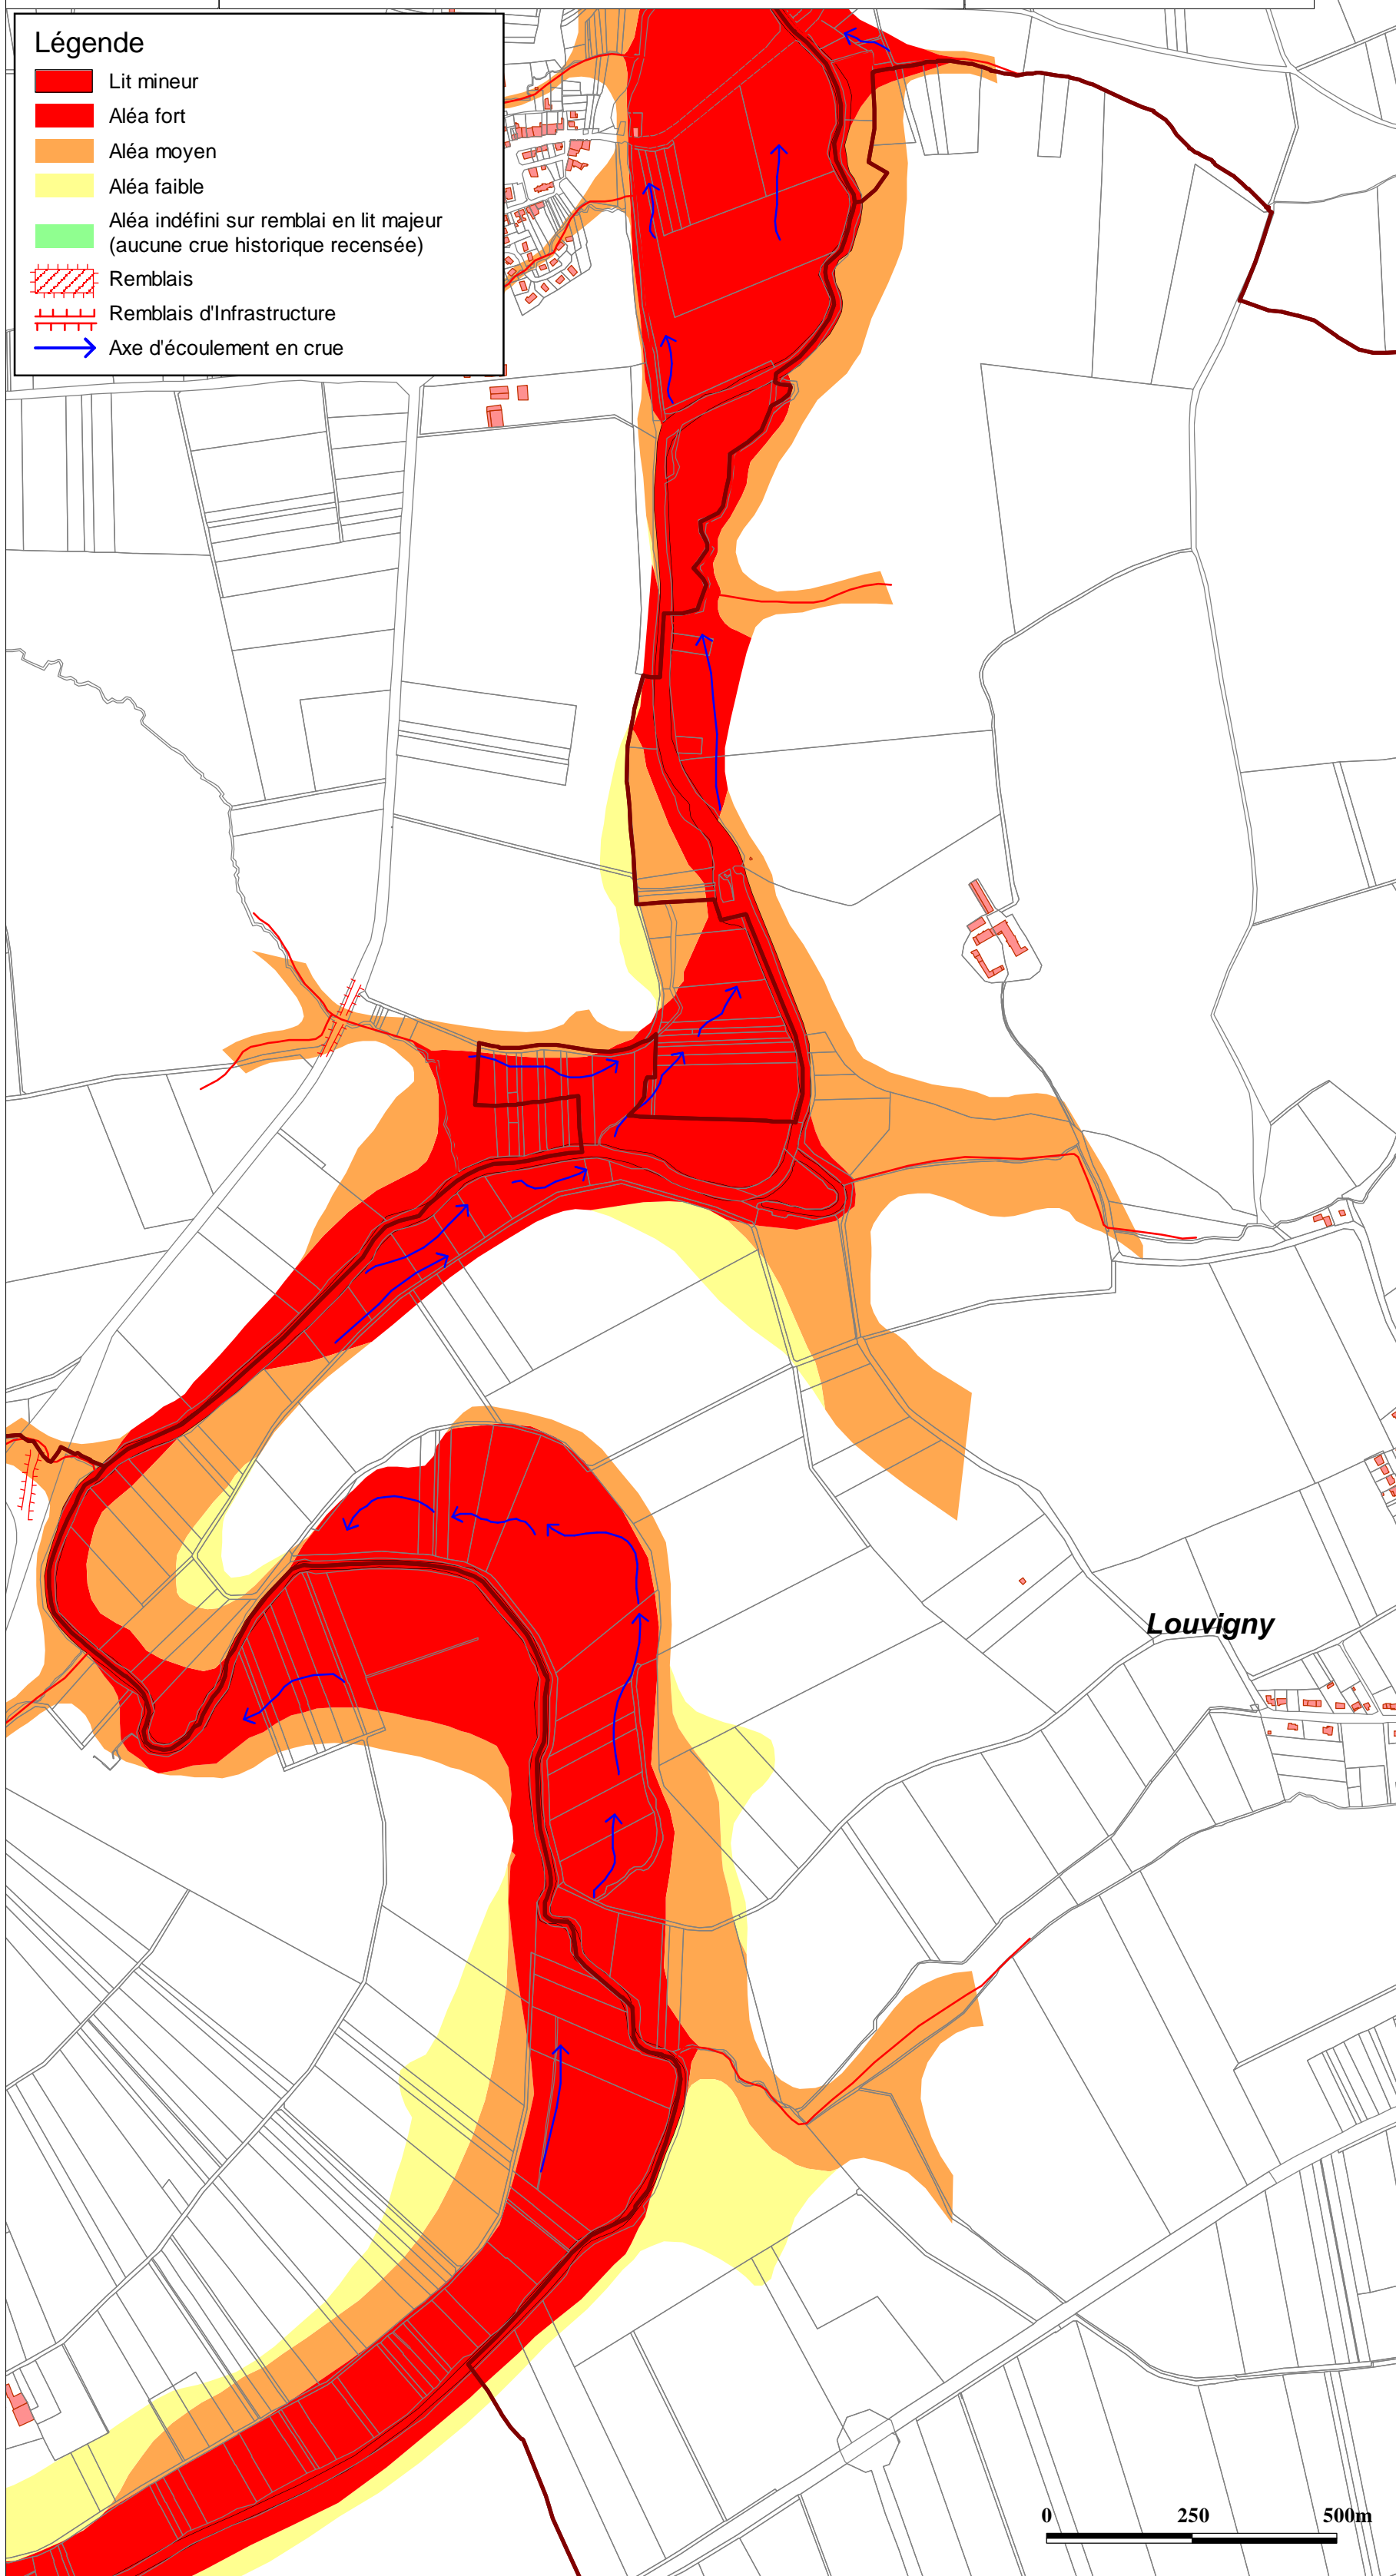 Légende
Lit mineur
Aléa fort
Aléa moyen
Aléa faible
Aléa indéfini sur remblai en lit majeur
(aucune crue historique recensée)
Remblais
Remblais d'Infrastructure
Axe d'écoulement en crue
Louvigny
0 250 500m